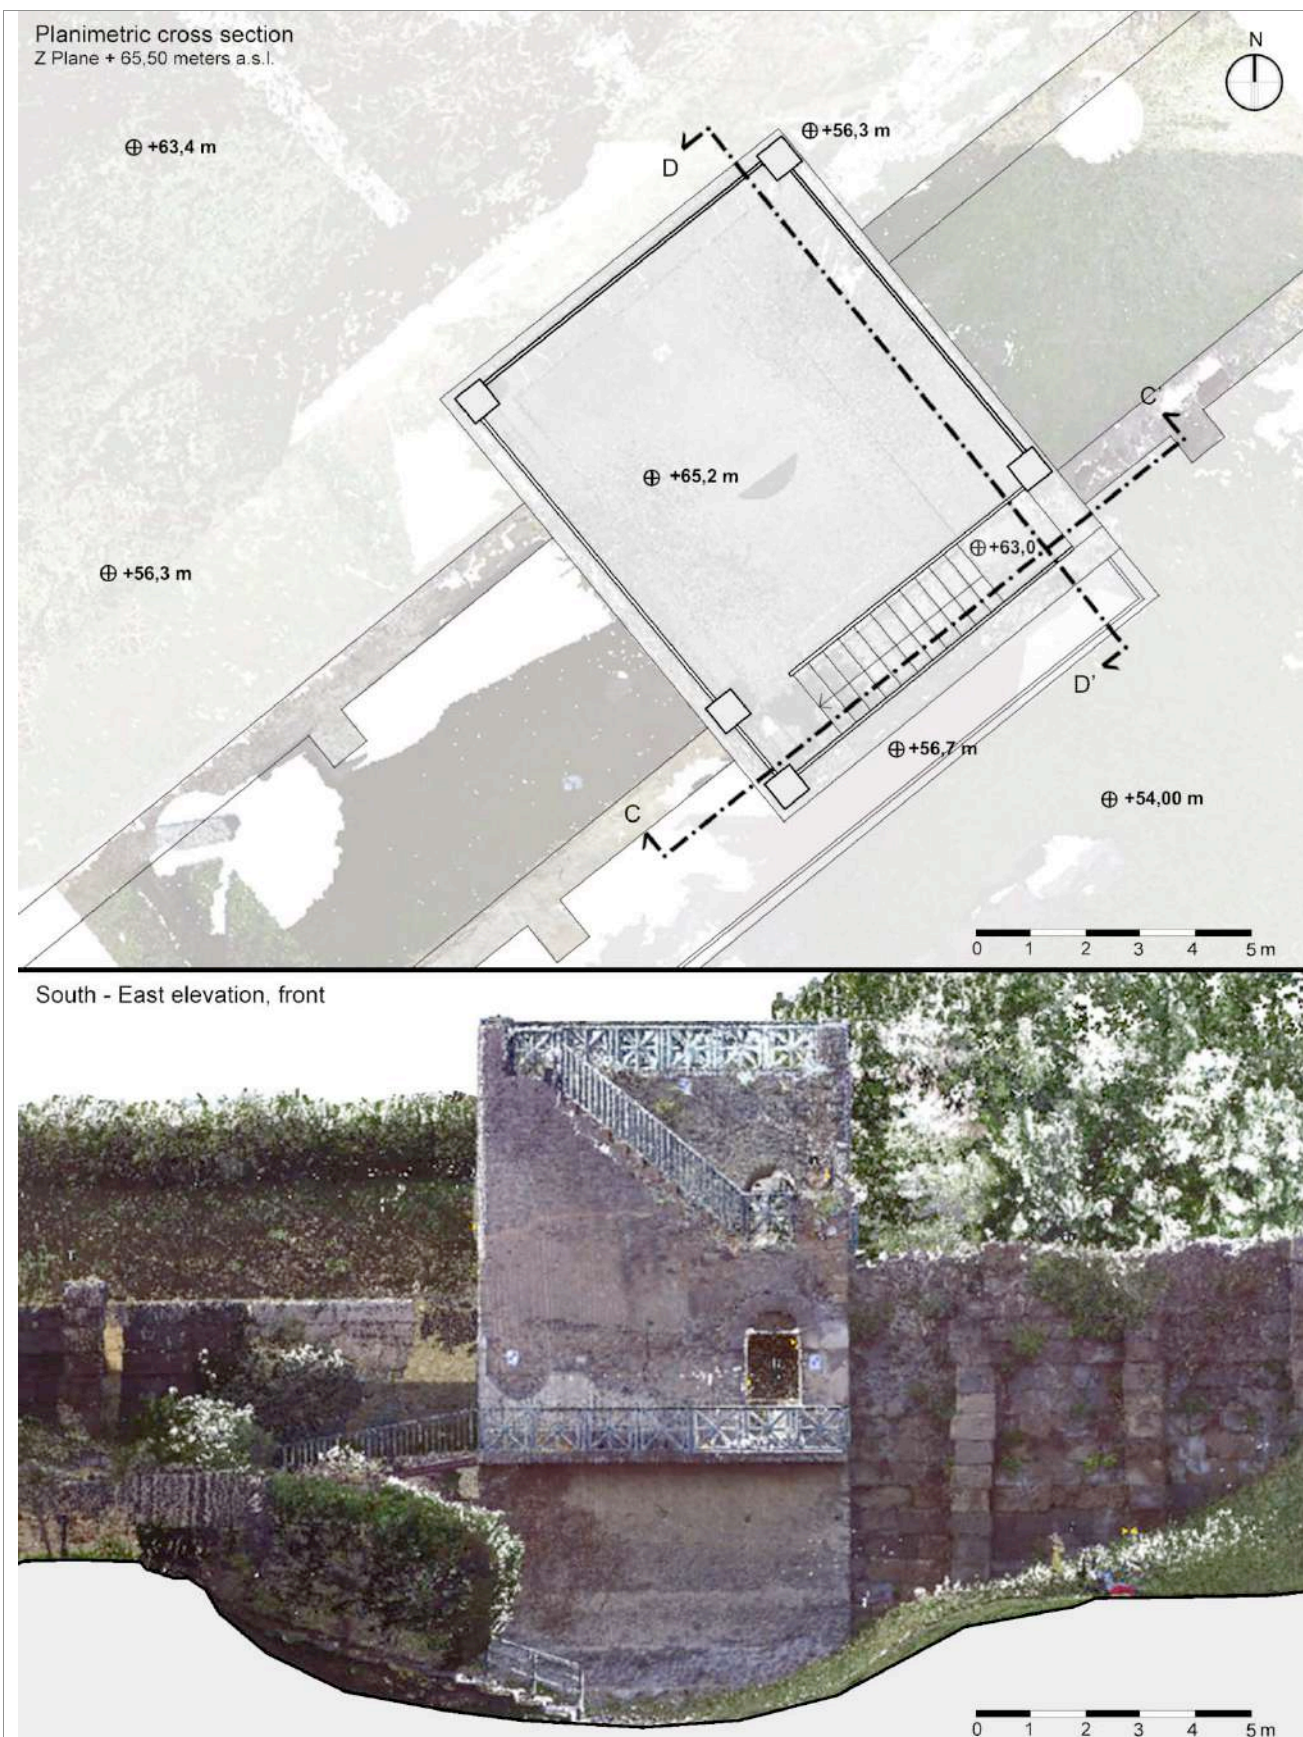 Planimetric cross section
Z Plane + 65,50 meters a.s.l.
N
+63,4 m
+56,3 m
D
C'
+65,2 m
+63,0
+56,3 m
D'
+56,7 m
+54,00 m
C
0 1 2 3 4 5 m
South - East elevation, front
0 1 2 3 4 5 m